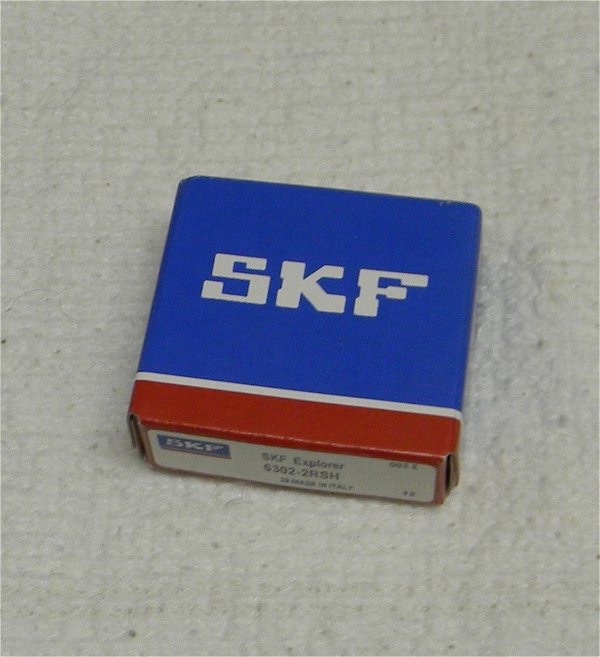 SKF
SKF
SKF Explorer
6302-2RSH
MADE IN ITALY